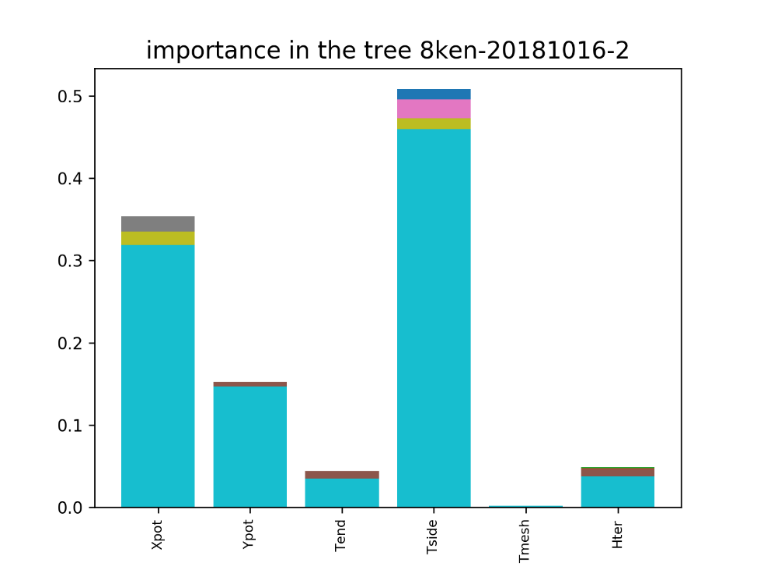 importance in the tree 8ken-20181016-2
0.5
0.4
0.3
0.2
0.1
0.0
Xpot
Ypot
Tend
Tside
Tmesh
Hter